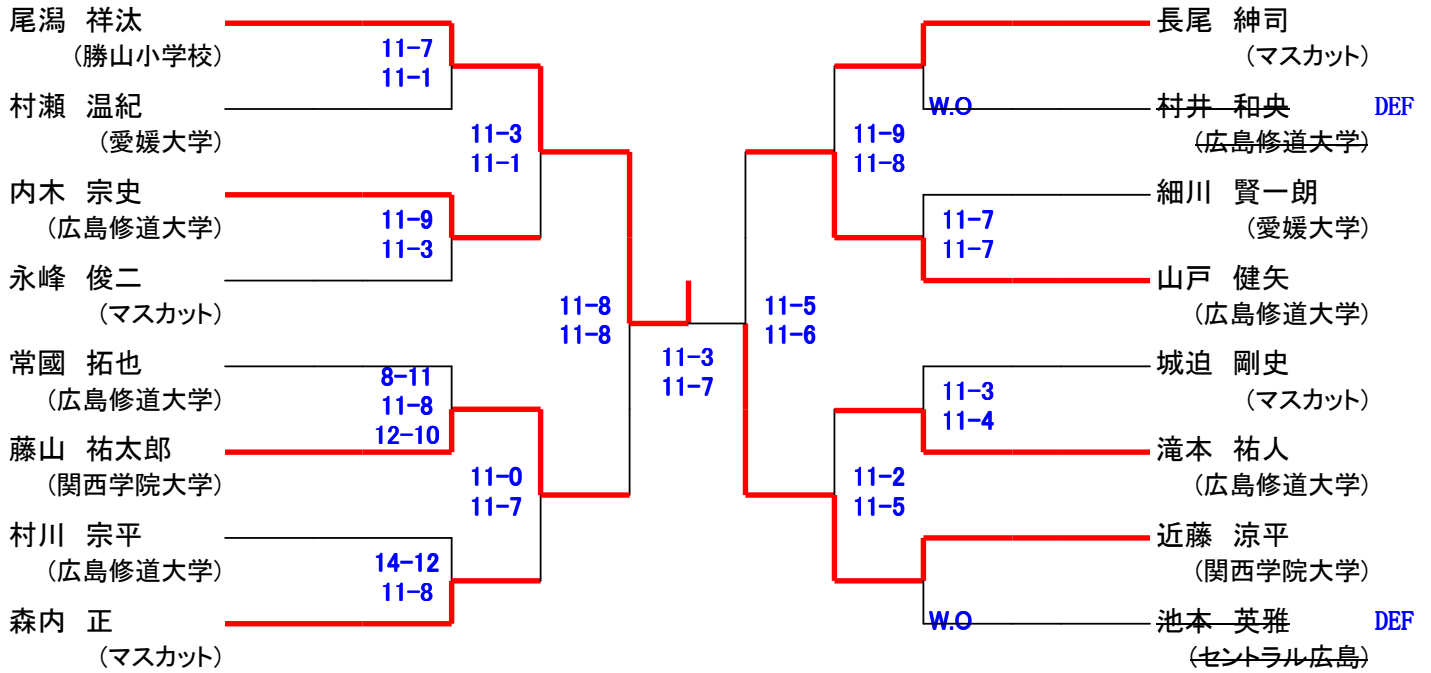 尾潟 祥汰
(勝山小学校)
11-7
11-1
村瀬 温紀
(愛媛大学)
11-3
11-1
内木 宗史
(広島修道大学)
11-9
11-3
永峰 俊二
(マスカット)
11-8
11-8
常國 拓也
(広島修道大学)
8-11
11-8
12-10
藤山 祐太郎
(関西学院大学)
11-0
11-7
村川 宗平
(広島修道大学)
14-12
11-8
森内 正
(マスカット)
11-3
11-7
長尾 紳司
(マスカット)
W.O
村井 和央 DEF
(広島修道大学)
11-9
11-8
細川 賢一朗
(愛媛大学)
11-7
11-7
山戸 健矢
(広島修道大学)
11-5
11-6
城迫 剛史
(マスカット)
11-3
11-4
滝本 祐人
(広島修道大学)
11-2
11-5
近藤 涼平
(関西学院大学)
W.O
池本 英雅 DEF
(セントラル広島)